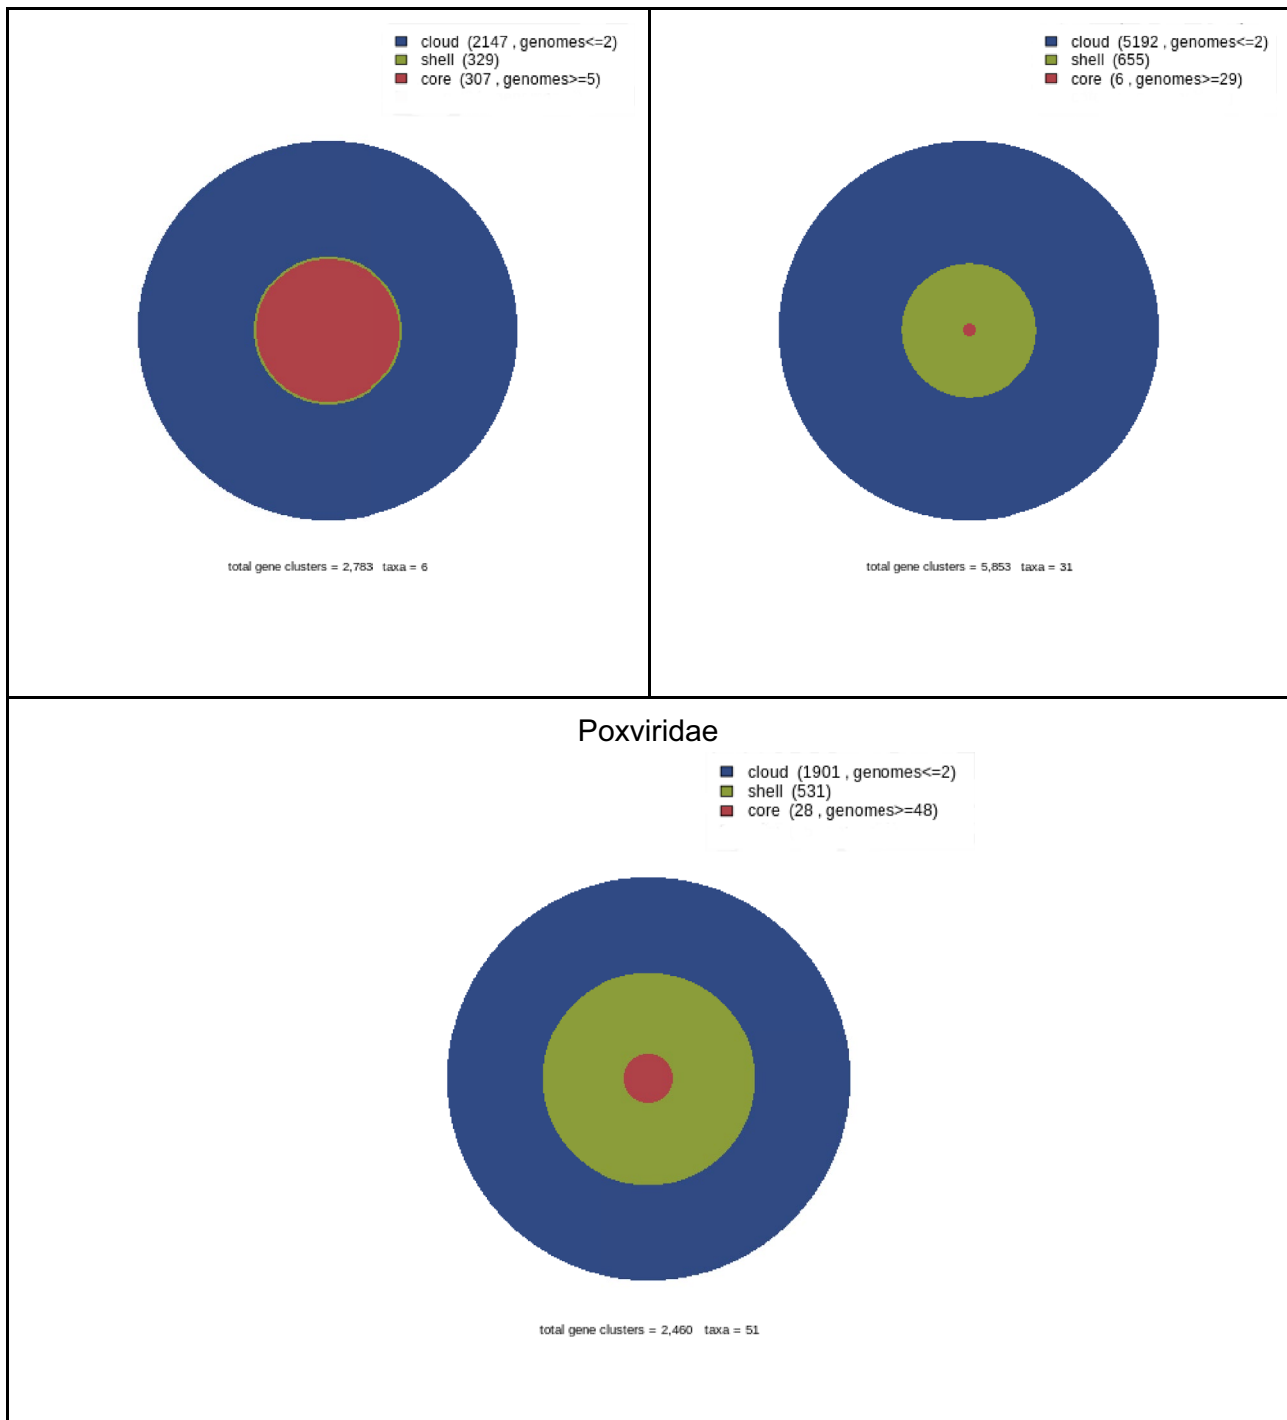 cloud (2147 , genomes<=2)
shell (329)
core (307 , genomes>=5)
total gene clusters = 2,783 taxa = 6
cloud (5192 , genomes<=2)
shell (655)
core (6 , genomes>=29)
total gene clusters = 5,853 taxa = 31
Poxviridae
cloud (1901 , genomes<=2)
shell (531)
core (28 , genomes>=48)
total gene clusters = 2,460 taxa = 51